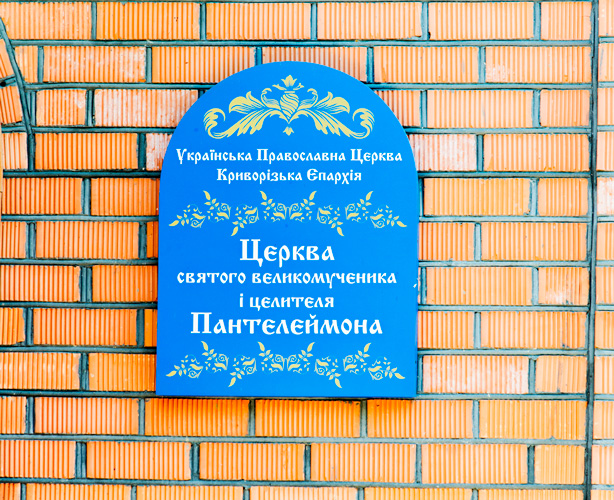 Українська Православна Церква
Криворізька Єпархія
Церква
святого великомученика
і целителя
Пантелеймона